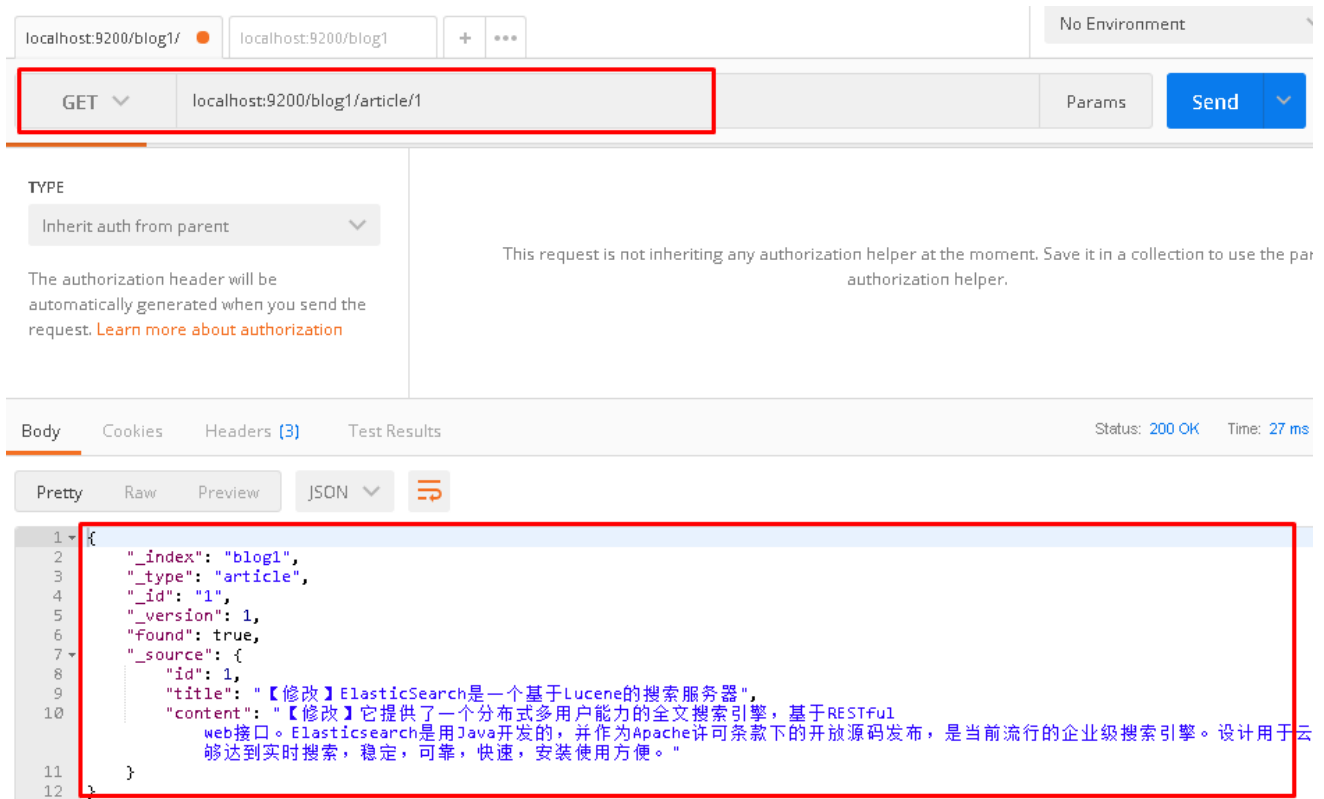 localhost:9200/blog1/
localhost:9200/blog1
+
•••
No Environment
GET
localhost:9200/blog1/article/1
Params
Send
TYPE
Inherit auth from parent
The authorization header will be
automatically generated when you send the
request. Learn more about authorization
This request is not inheriting any authorization helper at the moment. Save it in a collection to use the par
authorization helper.
Body
Cookies
Headers (3)
Test Results
Status: 200 OK
Time: 27 ms
Pretty
Raw
Preview
JSON
1 {
2 "_index": "blog1",
3 "_type": "article",
4 "_id": "1",
5 "_version": 1,
6 "found": true,
7 "_source": {
8 "id": 1,
9 "title": "【修改】ElasticSearch是一个基于Lucene的搜索服务器",
10 "content": "【修改】它提供了一个分布式多用户能力的全文搜索引擎，基于RESTful
web接口。Elasticsearch是用Java开发的，并作为Apache许可条款下的开放源码发布，是当前流行的企业级搜索引擎。设计用于云
够达到实时搜索，稳定，可靠，快速，安装使用方便。"
11 }
12 }